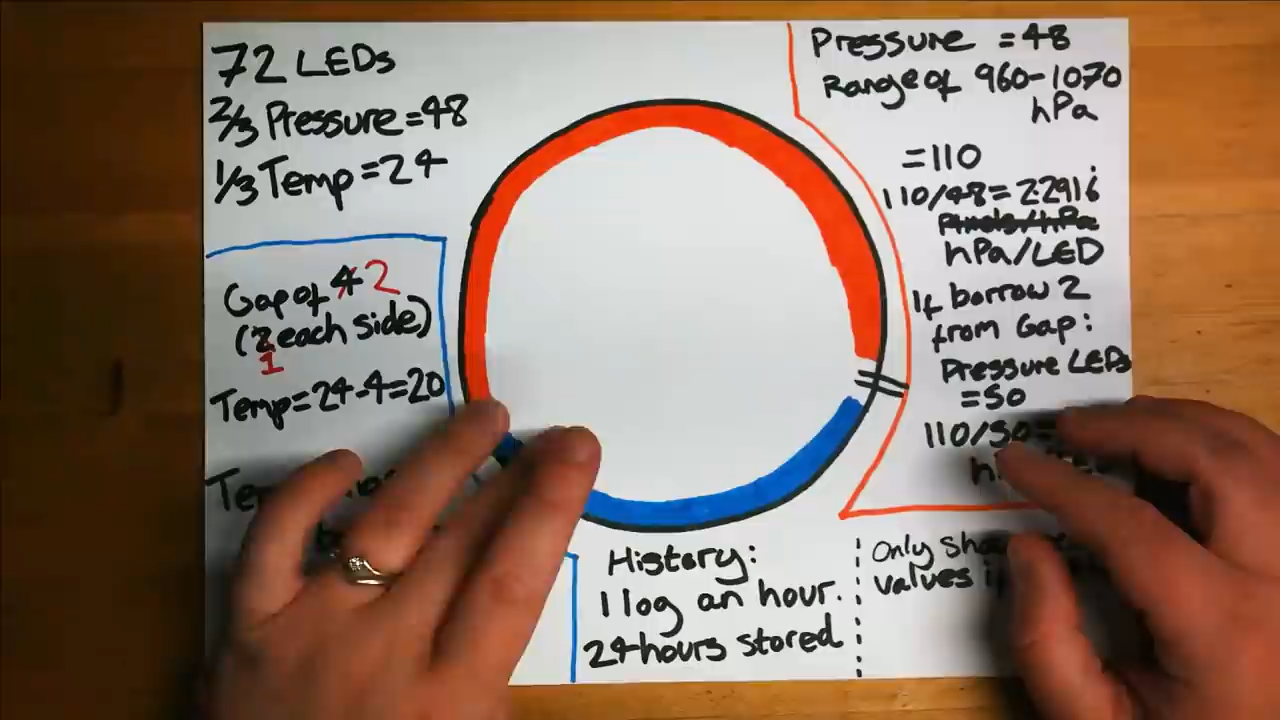 72 LEDs
2/3 Pressure=48
1/3 Temp=24
Gap of 4 2
(2 each side)
1
Temp=24-4=20
History:
1 log an hour.
24 hours stored
Pressure =48
Range of 960-1070
hPa
=110
110/48=2.2916
Pixels/hPa
hPa/LED
If borrow 2
from Gap:
Pressure LEDs
=50
110/50=
Only
values